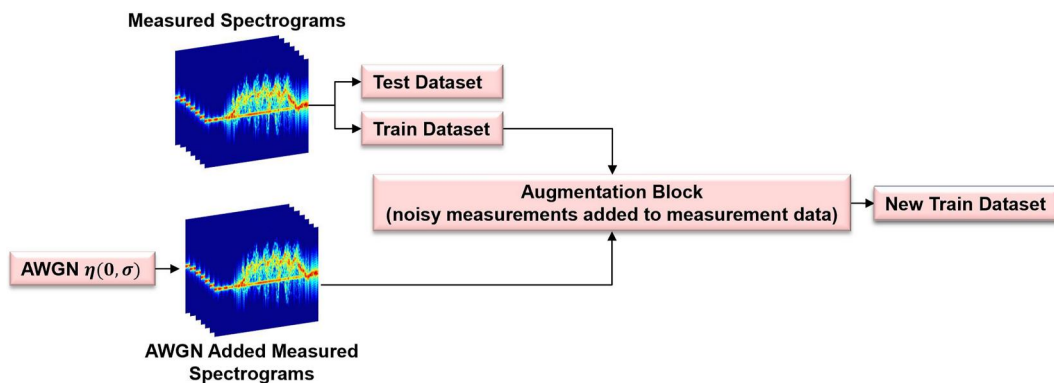 Measured Spectrograms
Test Dataset
Train Dataset
Augmentation Block
(noisy measurements added to measurement data)
New Train Dataset
AWGN η(0, σ)
AWGN Added Measured
Spectrograms